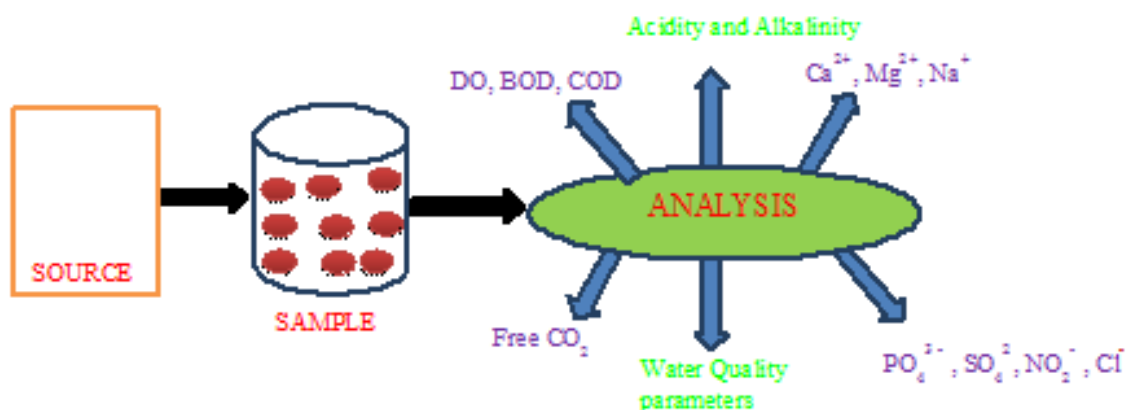 Acidity and Alkalinity
DO, BOD, COD
Ca²⁺, Mg²⁺, Na⁺
ANALYSIS
SOURCE
SAMPLE
Free CO₂
Water Quality
parameters
PO₄³⁻, SO₄², NO₂⁻, Cl⁻